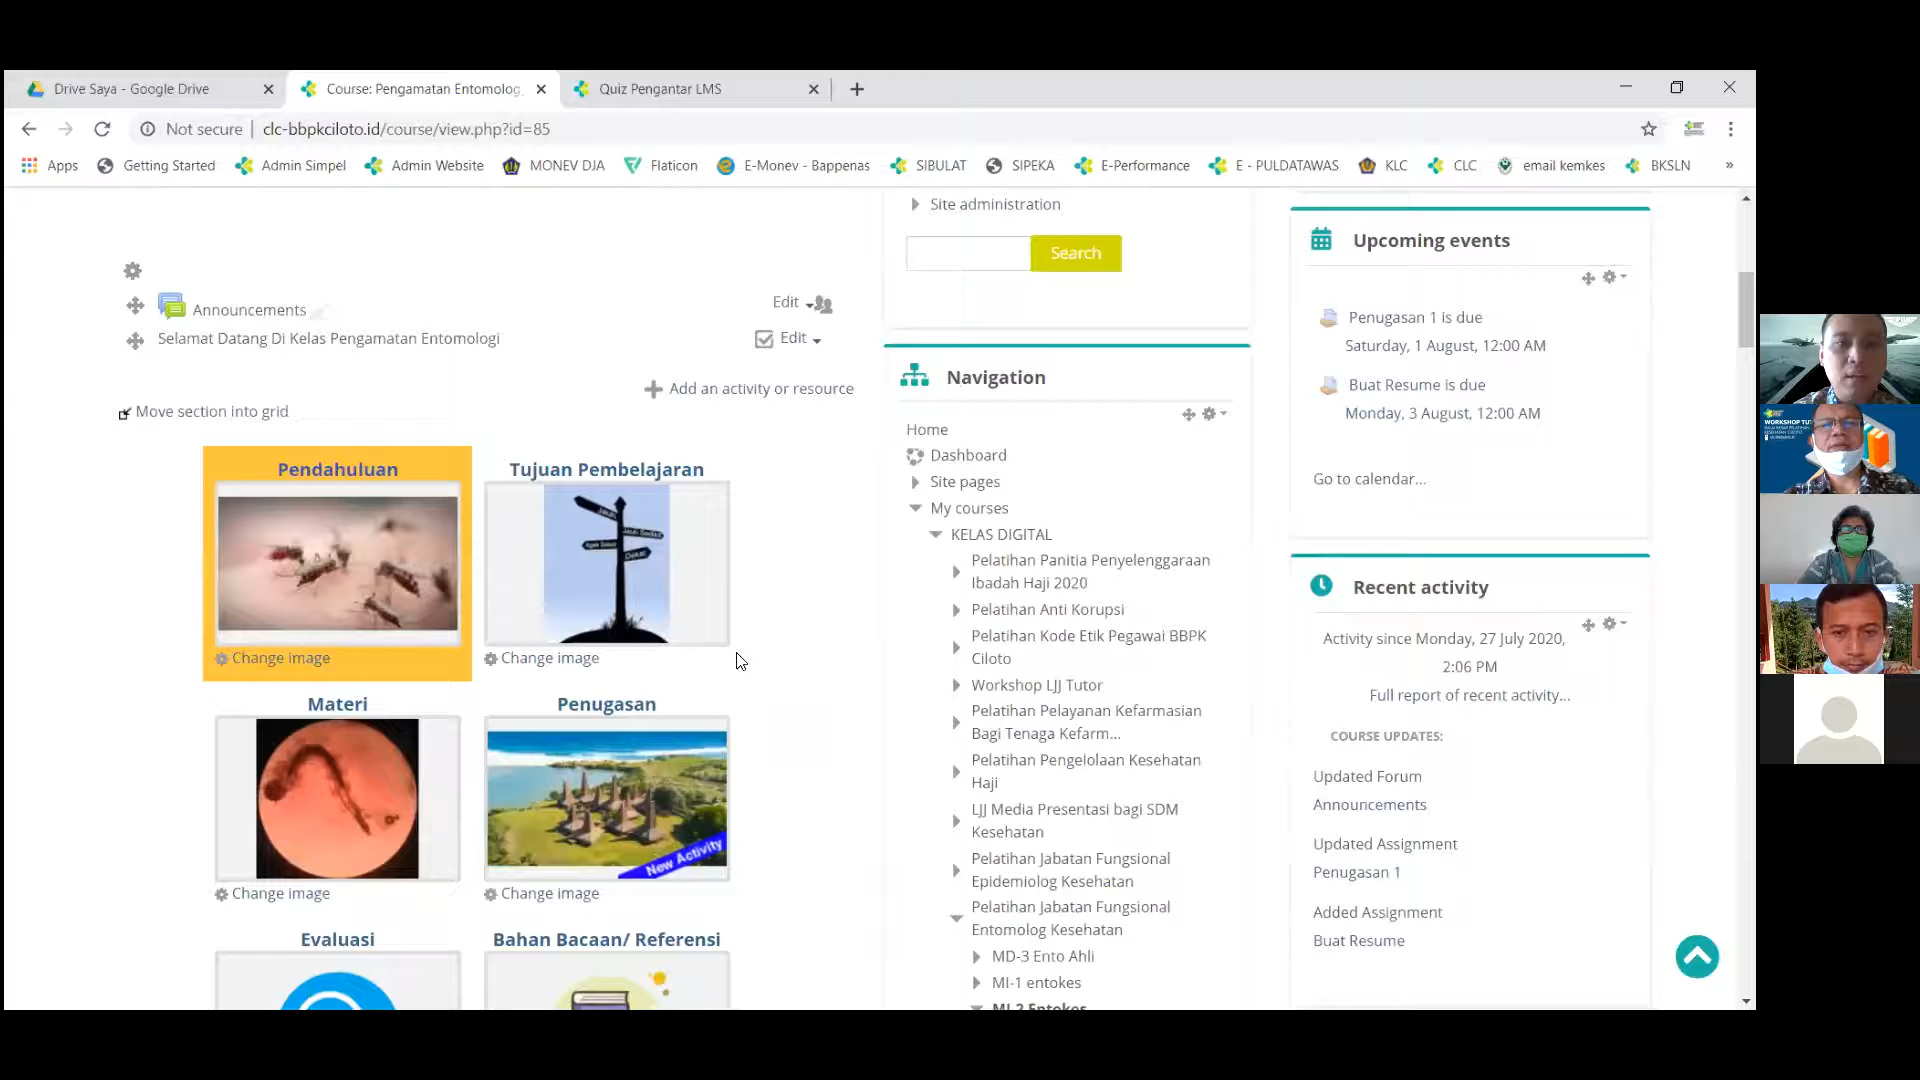 Drive Saya - Google Drive
Course: Pengamatan Entomolog
Quiz Pengantar LMS
Not secure
clc-bbpkciloto.id/course/view.php?id=85
Apps
Getting Started
Admin Simpel
Admin Website
MONEV DJA
Flaticon
E-Monev - Bappenas
SIBULAT
SIPEKA
E-Performance
E - PULDATAWAS
KLC
CLC
email kemkes
BKSLN
»
Announcements
Edit
Selamat Datang Di Kelas Pengamatan Entomologi
Edit
Add an activity or resource
Move section into grid
Pendahuluan
Change image
Tujuan Pembelajaran
Change image
Materi
Change image
Penugasan
New Activity
Change image
Evaluasi
Bahan Bacaan/ Referensi
Site administration
Search
Navigation
Home
Dashboard
Site pages
My courses
KELAS DIGITAL
Pelatihan Panitia Penyelenggaraan
Ibadah Haji 2020
Pelatihan Anti Korupsi
Pelatihan Kode Etik Pegawai BBPK
Ciloto
Workshop LJJ Tutor
Pelatihan Pelayanan Kefarmasian
Bagi Tenaga Kefarm...
Pelatihan Pengelolaan Kesehatan
Haji
LJJ Media Presentasi bagi SDM
Kesehatan
Pelatihan Jabatan Fungsional
Epidemiolog Kesehatan
Pelatihan Jabatan Fungsional
Entomolog Kesehatan
MD-3 Ento Ahli
MI-1 entokes
MI-2 Entokes
Upcoming events
Penugasan 1 is due
Saturday, 1 August, 12:00 AM
Buat Resume is due
Monday, 3 August, 12:00 AM
Go to calendar...
Recent activity
Activity since Monday, 27 July 2020,
2:06 PM
Full report of recent activity...
COURSE UPDATES:
Updated Forum
Announcements
Updated Assignment
Penugasan 1
Added Assignment
Buat Resume
WORKSHOP TU